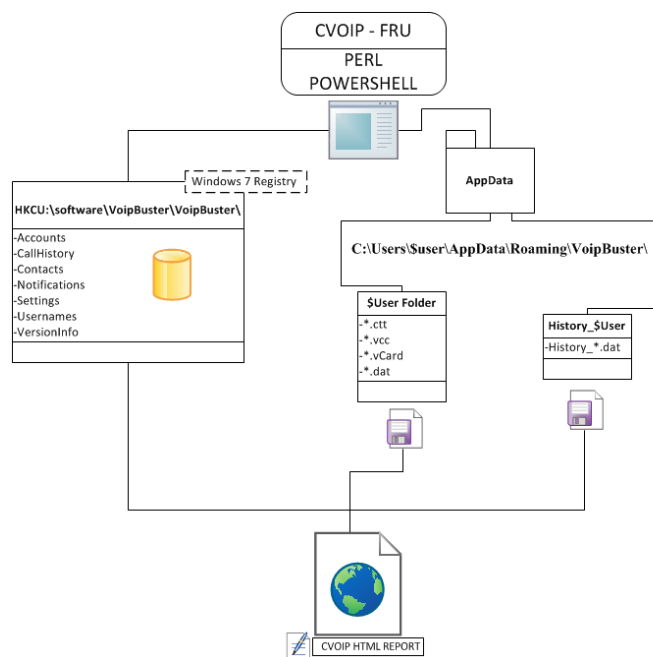 CVOIP - FRU
PERL
POWERSHELL
Windows 7 Registry
AppData
HKCU:\software\VoipBuster\VoipBuster\
-Accounts
-CallHistory
-Contacts
-Notifications
-Settings
-Usernames
-VersionInfo
C:\Users\$user\AppData\Roaming\VoipBuster\
$User Folder
-*.ctt
-*.vcc
-*.vCard
-*.dat
History_$User
-History_*.dat
CVOIP HTML REPORT